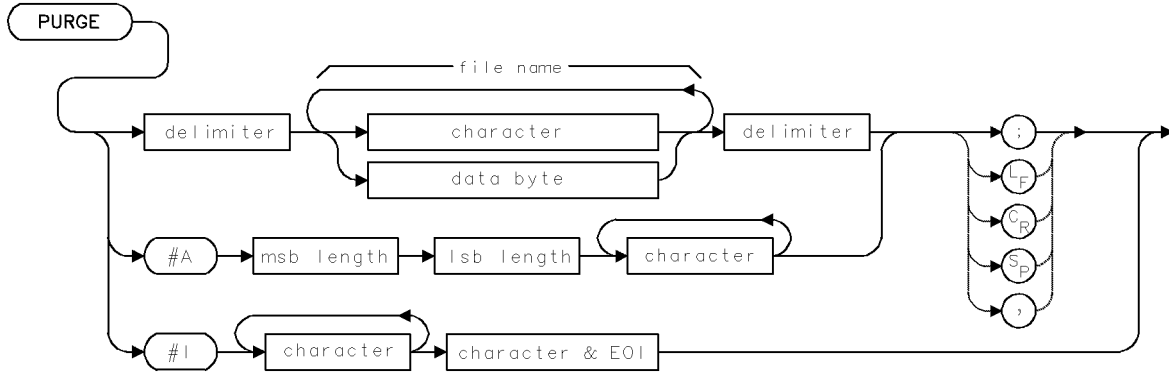 PURGE
file name
delimiter
character
delimiter
;
data byte
LF
CR
#A
msb length
lsb length
character
SP
,
#I
character
character & EOI